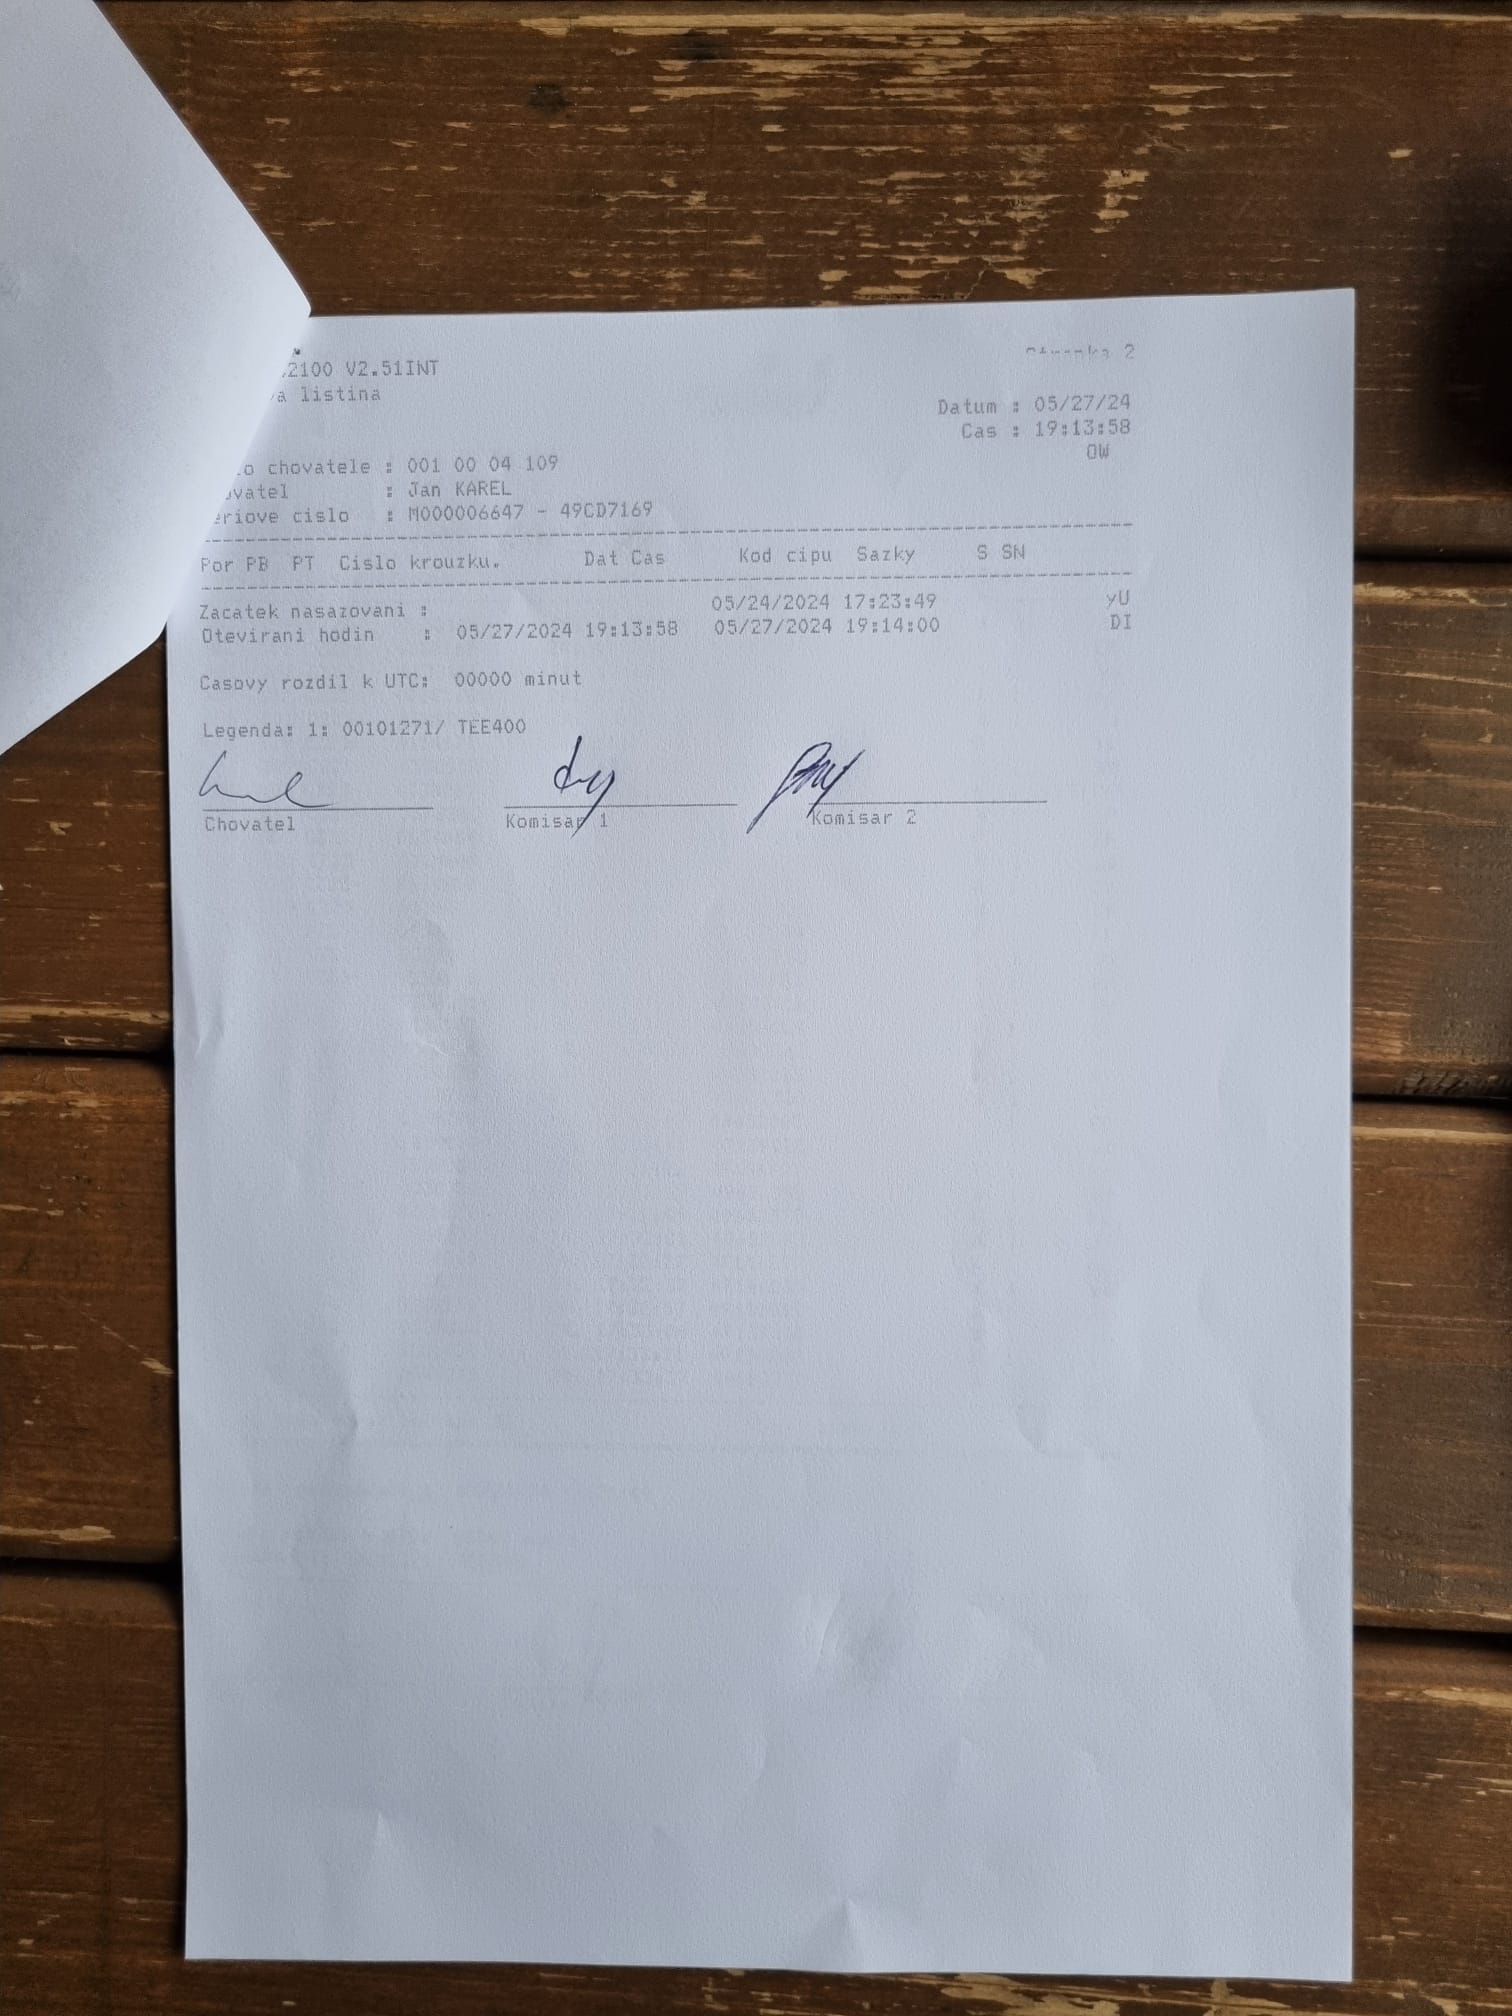 2
2100 V2.51INT
listina
Datum : 05/27/24
Cas : 19:13:58
OW
chovatele : 001 00 04 109
: Jan KAREL
cislo : M000006647 - 49CD7169
Por PB PT Cislo krouzku. Dat Cas Kod cipu Sazky S SN
Zacatek nasazovani : 05/24/2024 17:23:49 yU
Otevirani hodin : 05/27/2024 19:13:58 05/27/2024 19:14:00 DI
Casovy rozdil k UTC: 00000 minut
Legenda: 1: 00101271/ TEE400
Chovatel Komisar 1 Komisar 2